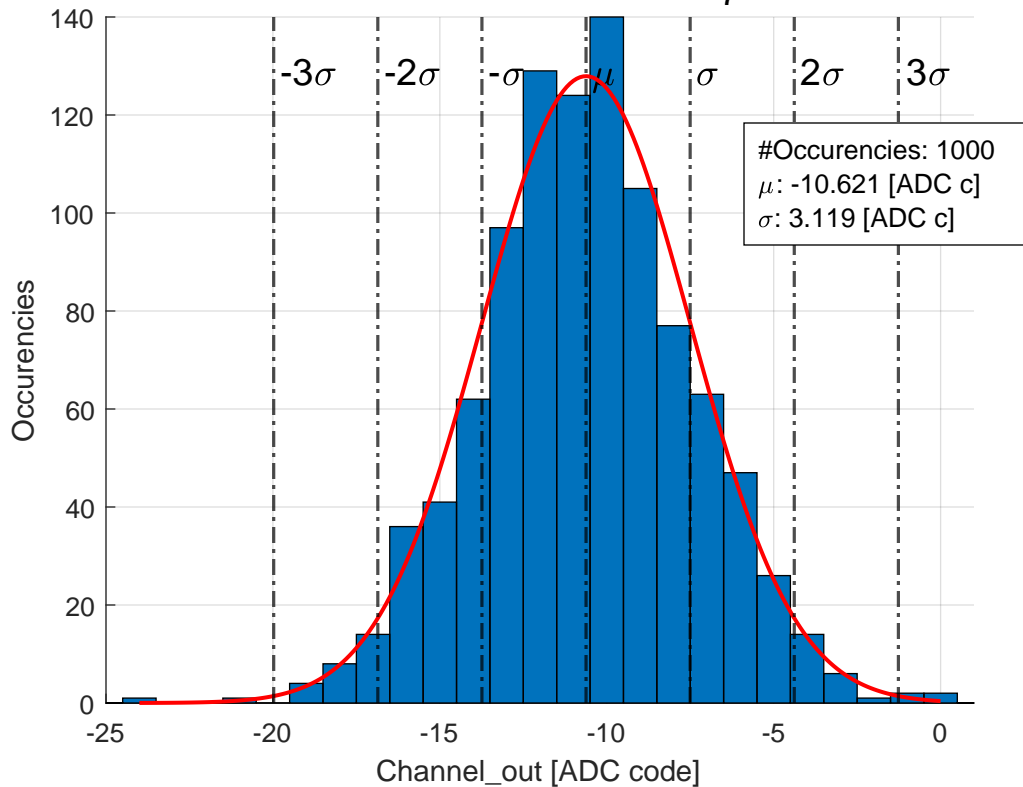 140
120
100
80
60
40
20
0
-3σ
-2σ
-σ
μ
σ
2σ
3σ
#Occurencies: 1000
μ: -10.621 [ADC c]
σ: 3.119 [ADC c]
Occurencies
-25
-20
-15
-10
-5
0
Channel_out [ADC code]